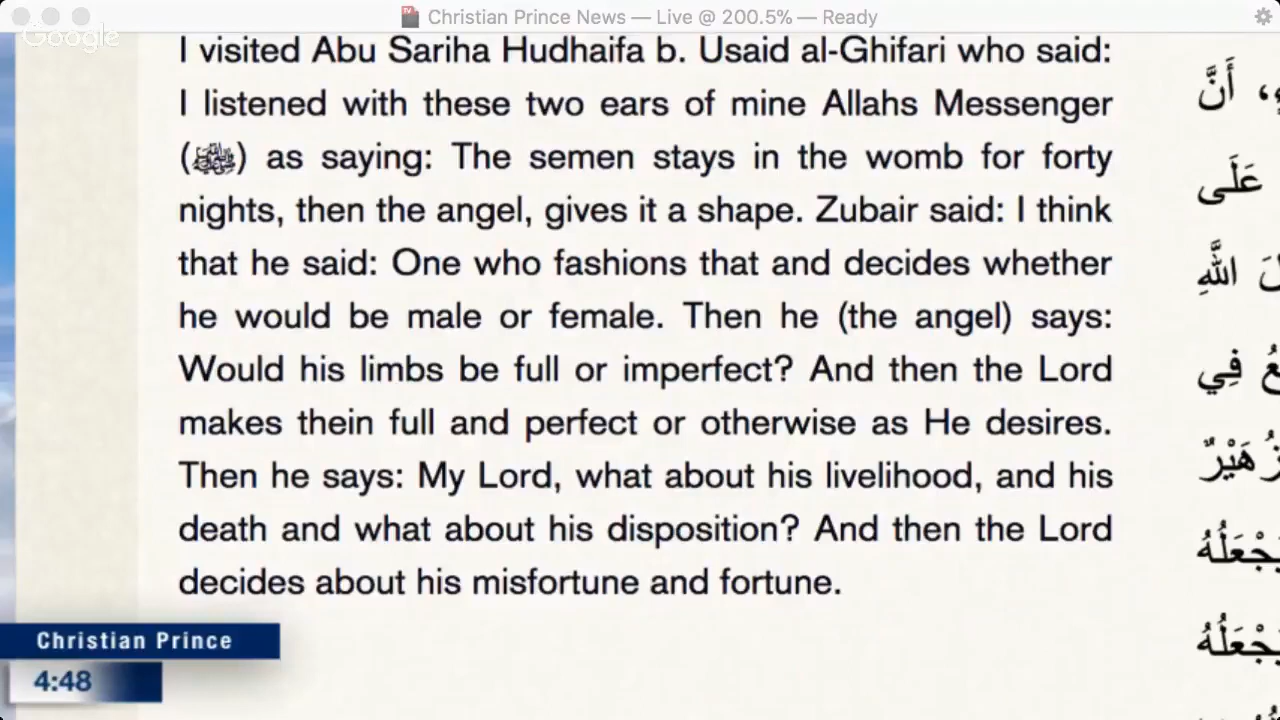 Christian Prince News — Live @ 200.5% — Ready
Google
I visited Abu Sariha Hudhaifa b. Usaid al-Ghifari who said:
I listened with these two ears of mine Allahs Messenger
(ﷺ) as saying: The semen stays in the womb for forty
nights, then the angel, gives it a shape. Zubair said: I think
that he said: One who fashions that and decides whether
he would be male or female. Then he (the angel) says:
Would his limbs be full or imperfect? And then the Lord
makes thein full and perfect or otherwise as He desires.
Then he says: My Lord, what about his livelihood, and his
death and what about his disposition? And then the Lord
decides about his misfortune and fortune.
، أَنَّ
عَلَى
اللَّهِ
فِي
Christian Prince
4:48